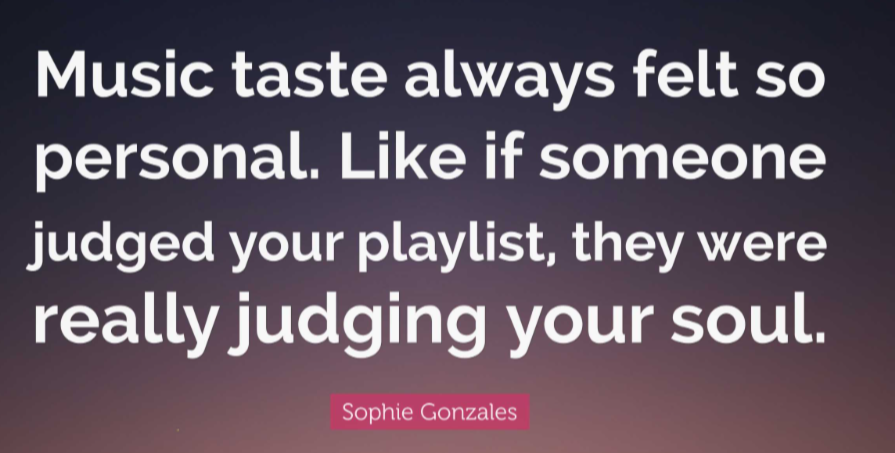 Music taste always felt so
personal. Like if someone
judged your playlist, they were
really judging your soul.
Sophie Gonzales